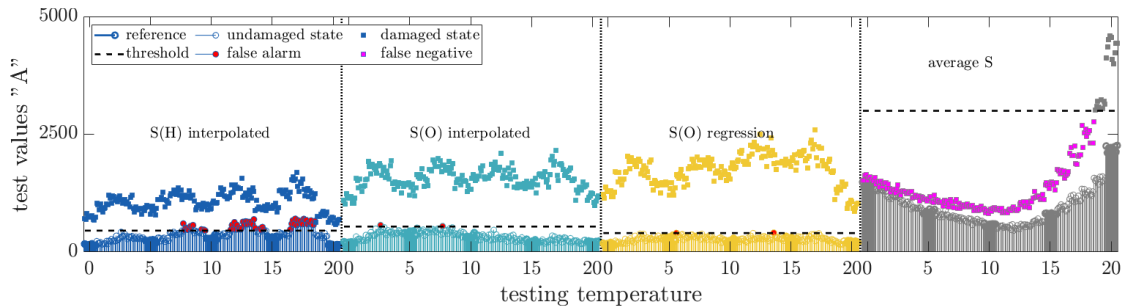 5000
reference undamaged state damaged state
threshold false alarm false negative
average S
test values "A"
2500
S(H) interpolated S(O) interpolated S(O) regression
0
0 5 10 15 20 0 5 10 15 20 0 5 10 15 20 0 5 10 15 20
testing temperature